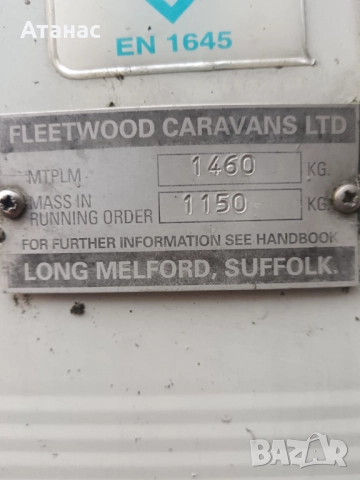 Атанас
EN 1645
FLEETWOOD CARAVANS LTD
MTPLM 1460 KG.
MASS IN
RUNNING ORDER 1150 KG
FOR FURTHER INFORMATION SEE HANDBOOK
LONG MELFORD, SUFFOLK.
BAZAR